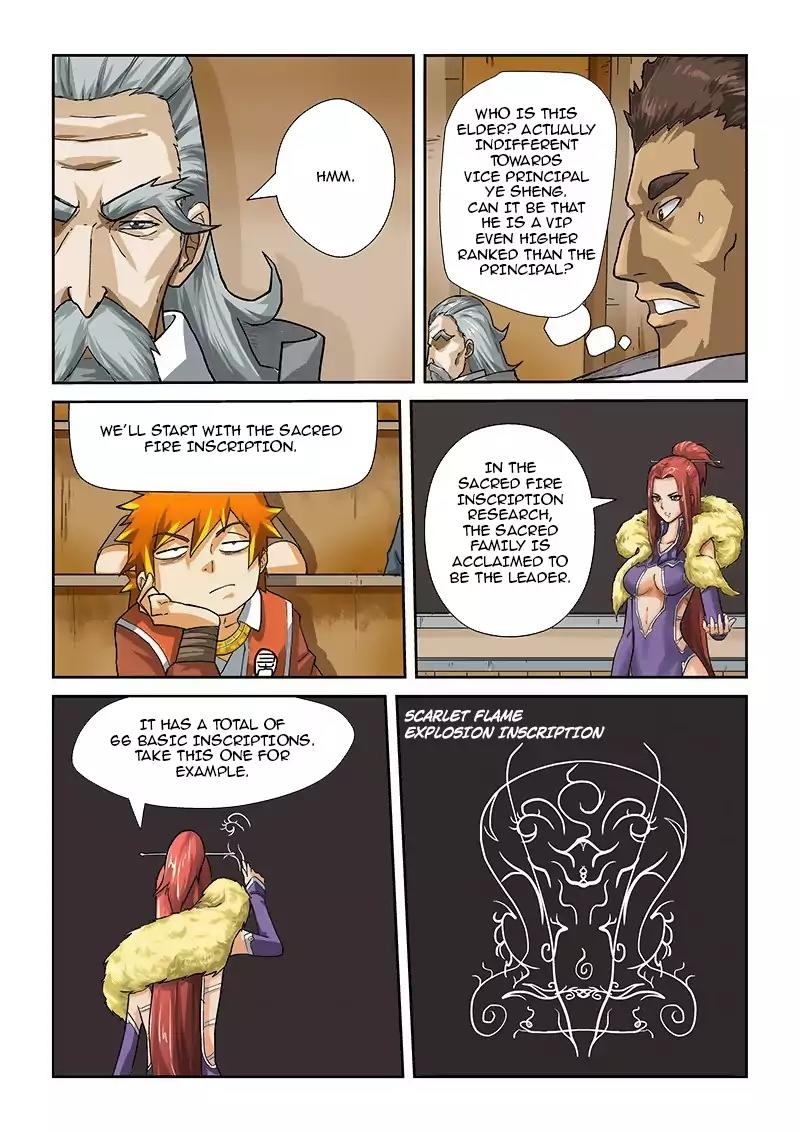 HMM.
WHO IS THIS
ELDER? ACTUALLY
INDIFFERENT
TOWARDS
VICE PRINCIPAL
YE SHENG.
CAN IT BE THAT
HE IS A VIP
EVEN HIGHER
RANKED THAN THE
PRINCIPAL?
WE'LL START WITH THE SACRED
FIRE INSCRIPTION.
IN THE
SACRED FIRE
INSCRIPTION
RESEARCH,
THE SACRED
FAMILY IS
ACCLAIMED TO
BE THE LEADER.
IT HAS A TOTAL OF
66 BASIC INSCRIPTIONS.
TAKE THIS ONE FOR
EXAMPLE.
SCARLET FLAME
EXPLOSION INSCRIPTION